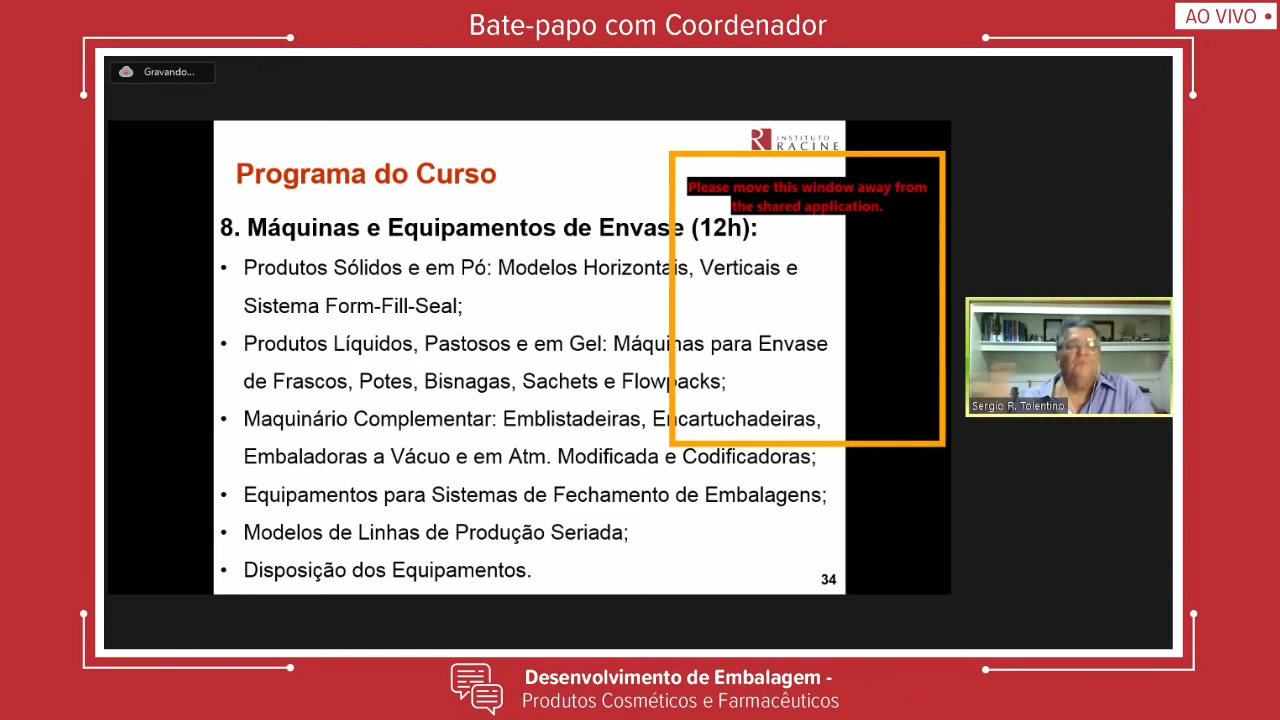 Bate-papo com Coordenador
AO VIVO
Gravando...
INSTITUTO
RACINE
Programa do Curso
Please move this window away from
the shared application.
8. Máquinas e Equipamentos de Envase (12h):
• Produtos Sólidos e em Pó: Modelos Horizontais, Verticais e
Sistema Form-Fill-Seal;
• Produtos Líquidos, Pastosos e em Gel: Máquinas para Envase
de Frascos, Potes, Bisnagas, Sachets e Flowpacks;
• Maquinário Complementar: Emblistadeiras, Encartuchadeiras,
Embaladoras a Vácuo e em Atm. Modificada e Codificadoras;
• Equipamentos para Sistemas de Fechamento de Embalagens;
• Modelos de Linhas de Produção Seriada;
• Disposição dos Equipamentos.
34
Sergio R. Tolentino
Desenvolvimento de Embalagem -
Produtos Cosméticos e Farmacêuticos